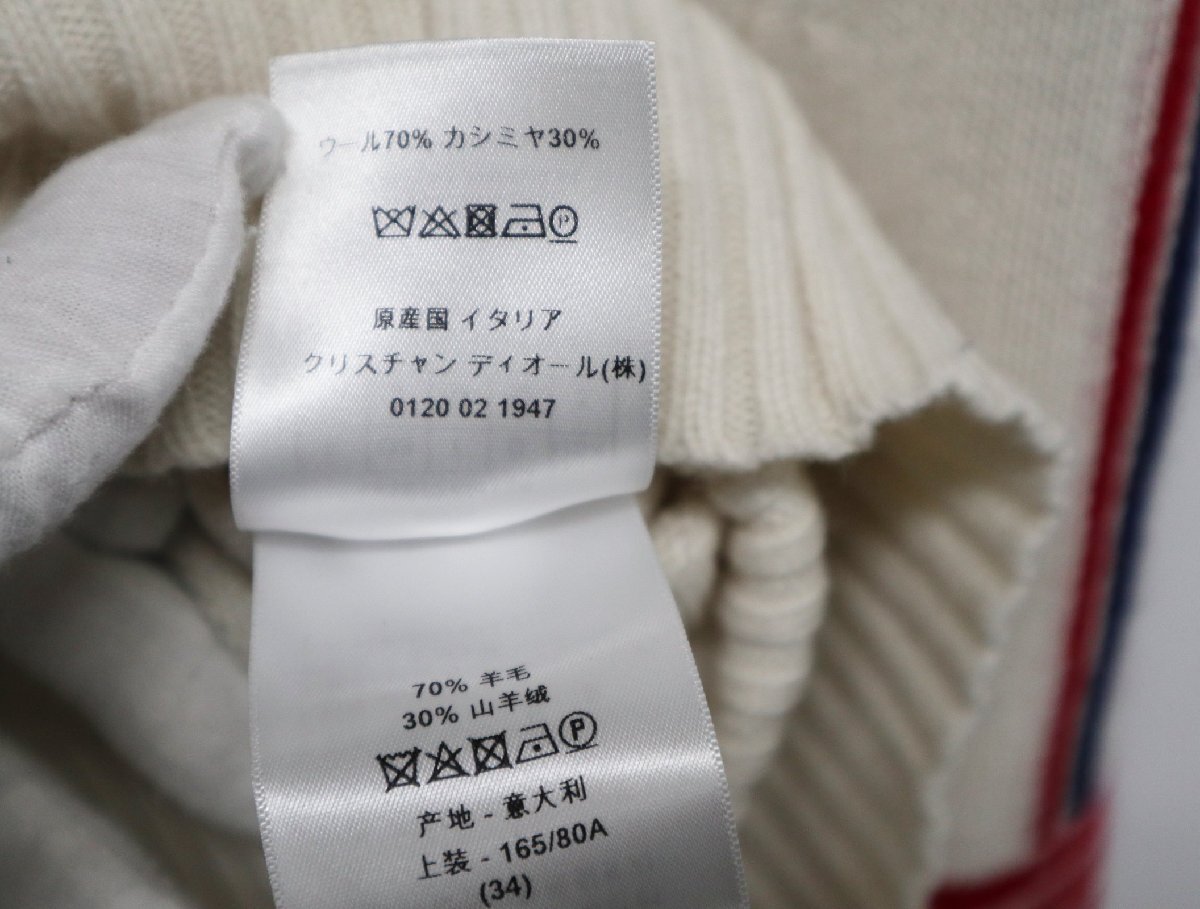 ウール70% カシミヤ30%
原産国 イタリア
クリスチャン ディオール(株)
0120 02 1947
70% 羊毛
30% 山羊绒
P
产地 - 意大利
上装 - 165/80A
(34)